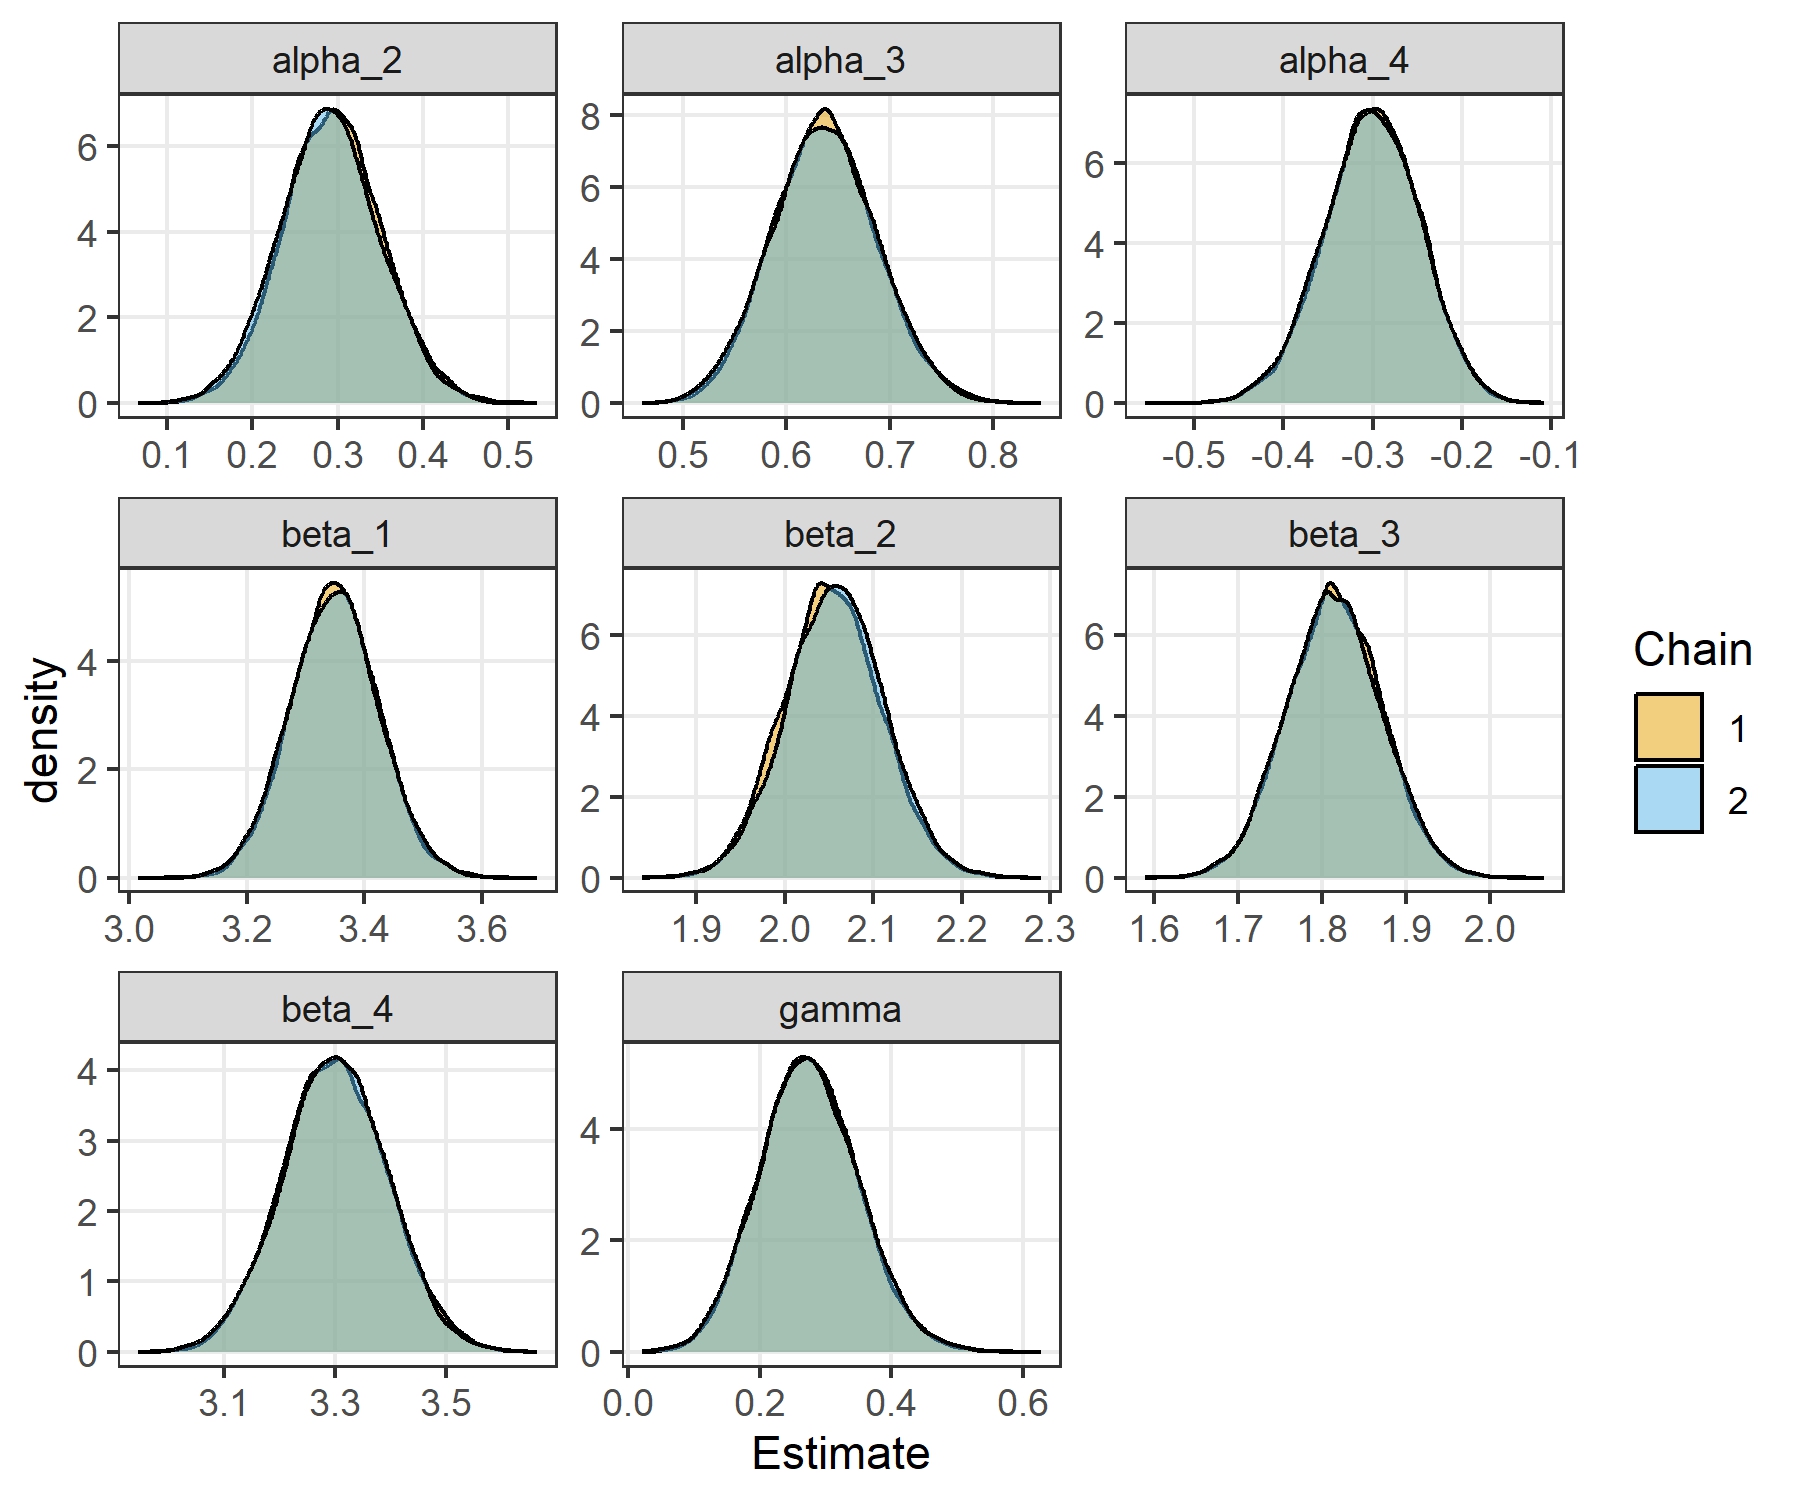 alpha_2 alpha_3 alpha_4
6 4 2 0
0.1 0.2 0.3 0.4 0.5
8 6 4 2 0
0.5 0.6 0.7 0.8
6 4 2 0
-0.5 -0.4 -0.3 -0.2 -0.1
beta_1 beta_2 beta_3
4 2 0
3.0 3.2 3.4 3.6
6 4 2 0
1.9 2.0 2.1 2.2 2.3
6 4 2 0
1.6 1.7 1.8 1.9 2.0
beta_4 gamma
4 3 2 1 0
3.1 3.3 3.5
4 2 0
0.0 0.2 0.4 0.6
density
Estimate
Chain
1
2